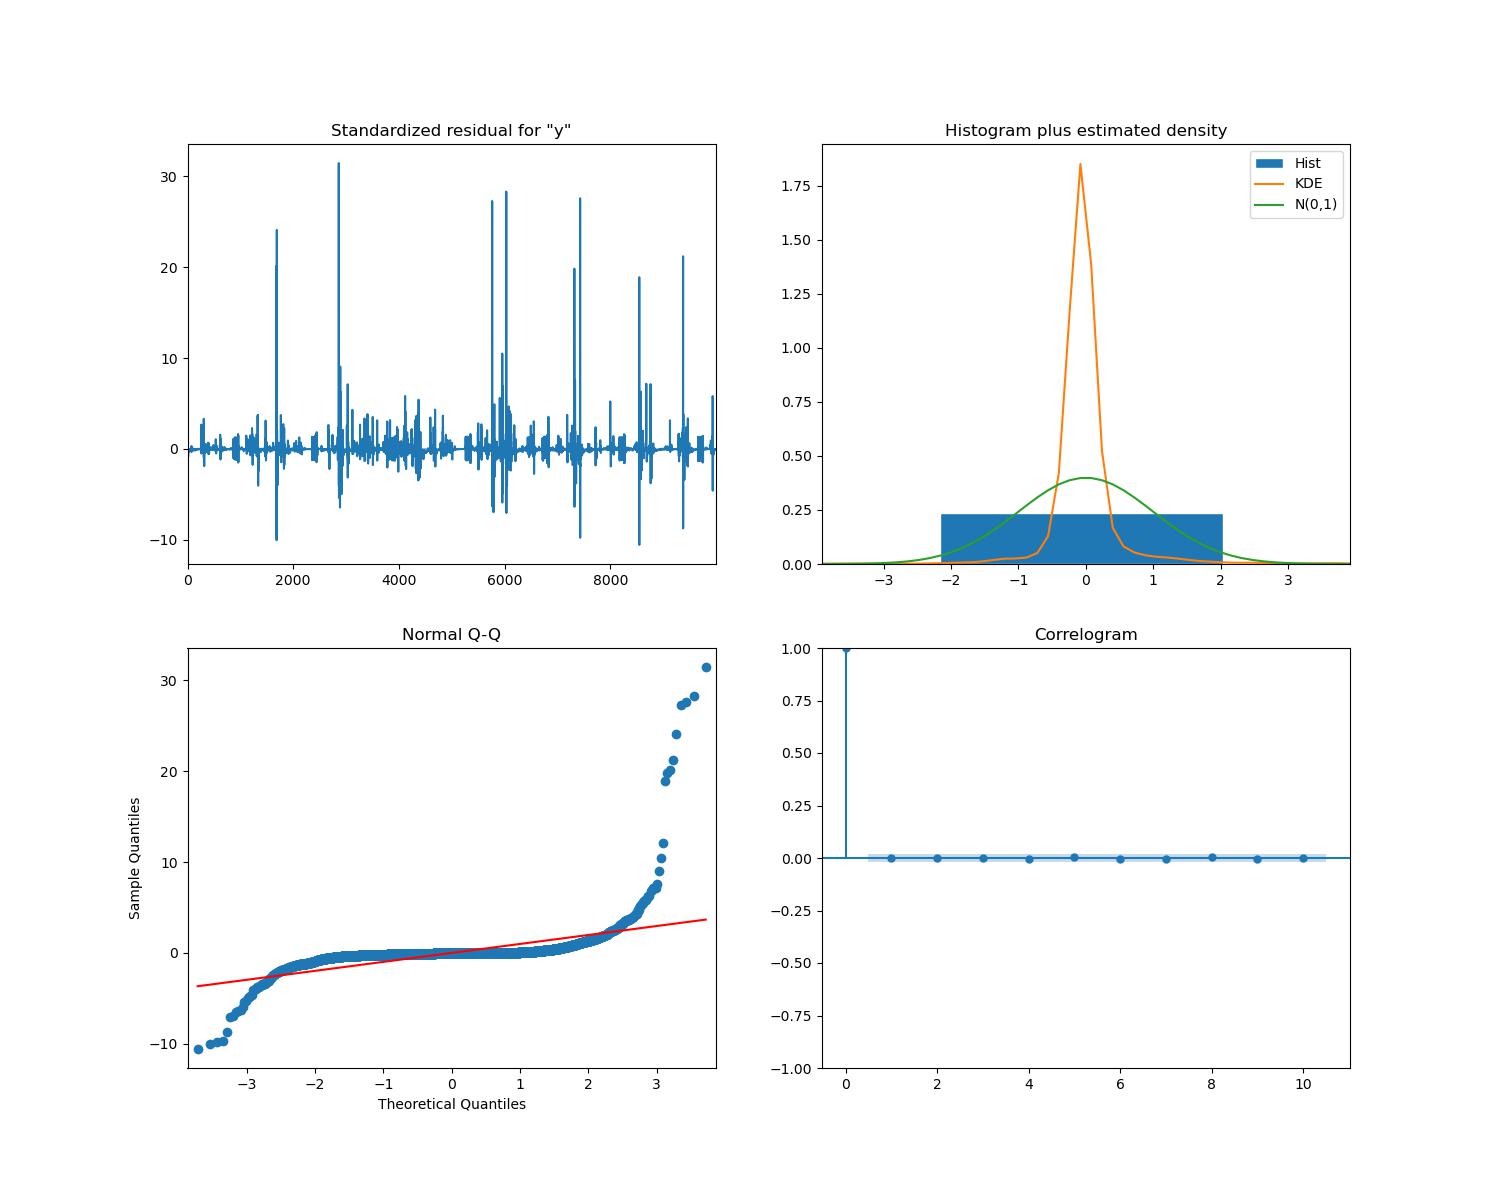 Standardized residual for "y"
30
20
10
0
−10
0 2000 4000 6000 8000
Histogram plus estimated density
Hist
KDE
N(0,1)
1.75
1.50
1.25
1.00
0.75
0.50
0.25
0.00
−3 −2 −1 0 1 2 3
Normal Q-Q
Sample Quantiles
30
20
10
0
−10
−3 −2 −1 0 1 2 3
Theoretical Quantiles
Correlogram
1.00
0.75
0.50
0.25
0.00
−0.25
−0.50
−0.75
−1.00
0 2 4 6 8 10